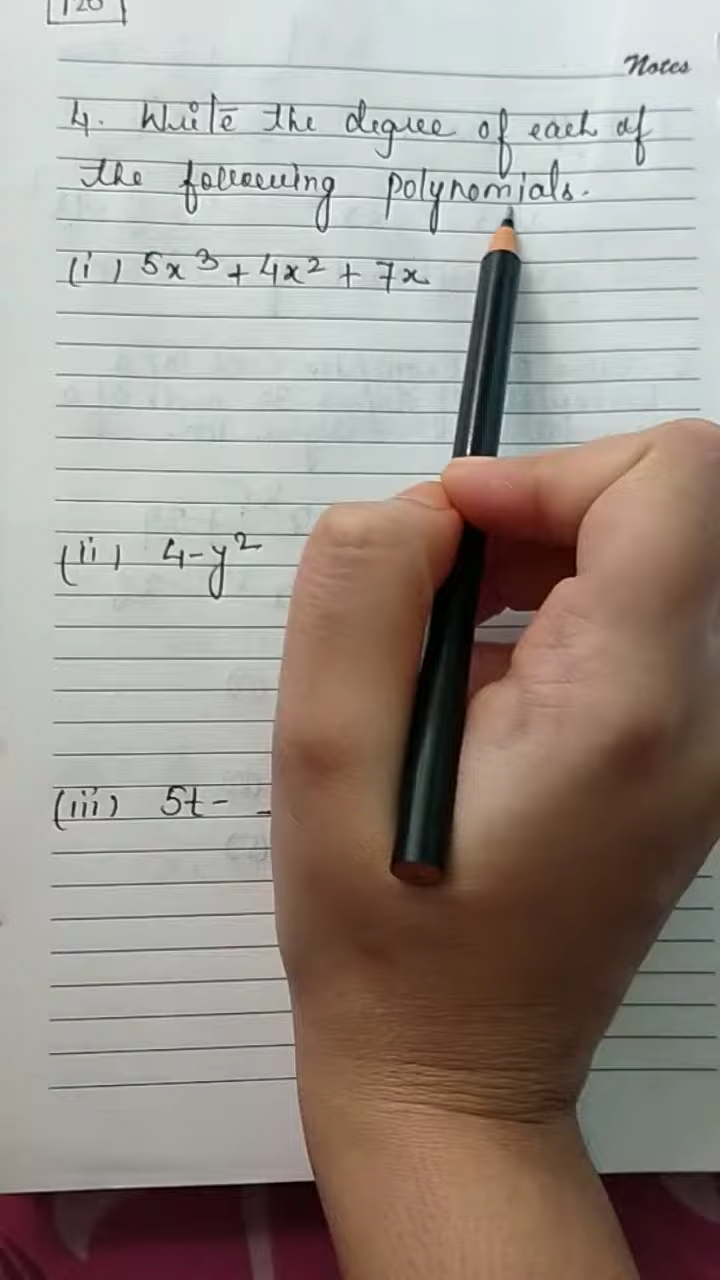 Notes
4. Write the degree of each of
the following polynomials.
(i) 5x³ + 4x² + 7x
(ii) 4-y²
(iii) 5t -